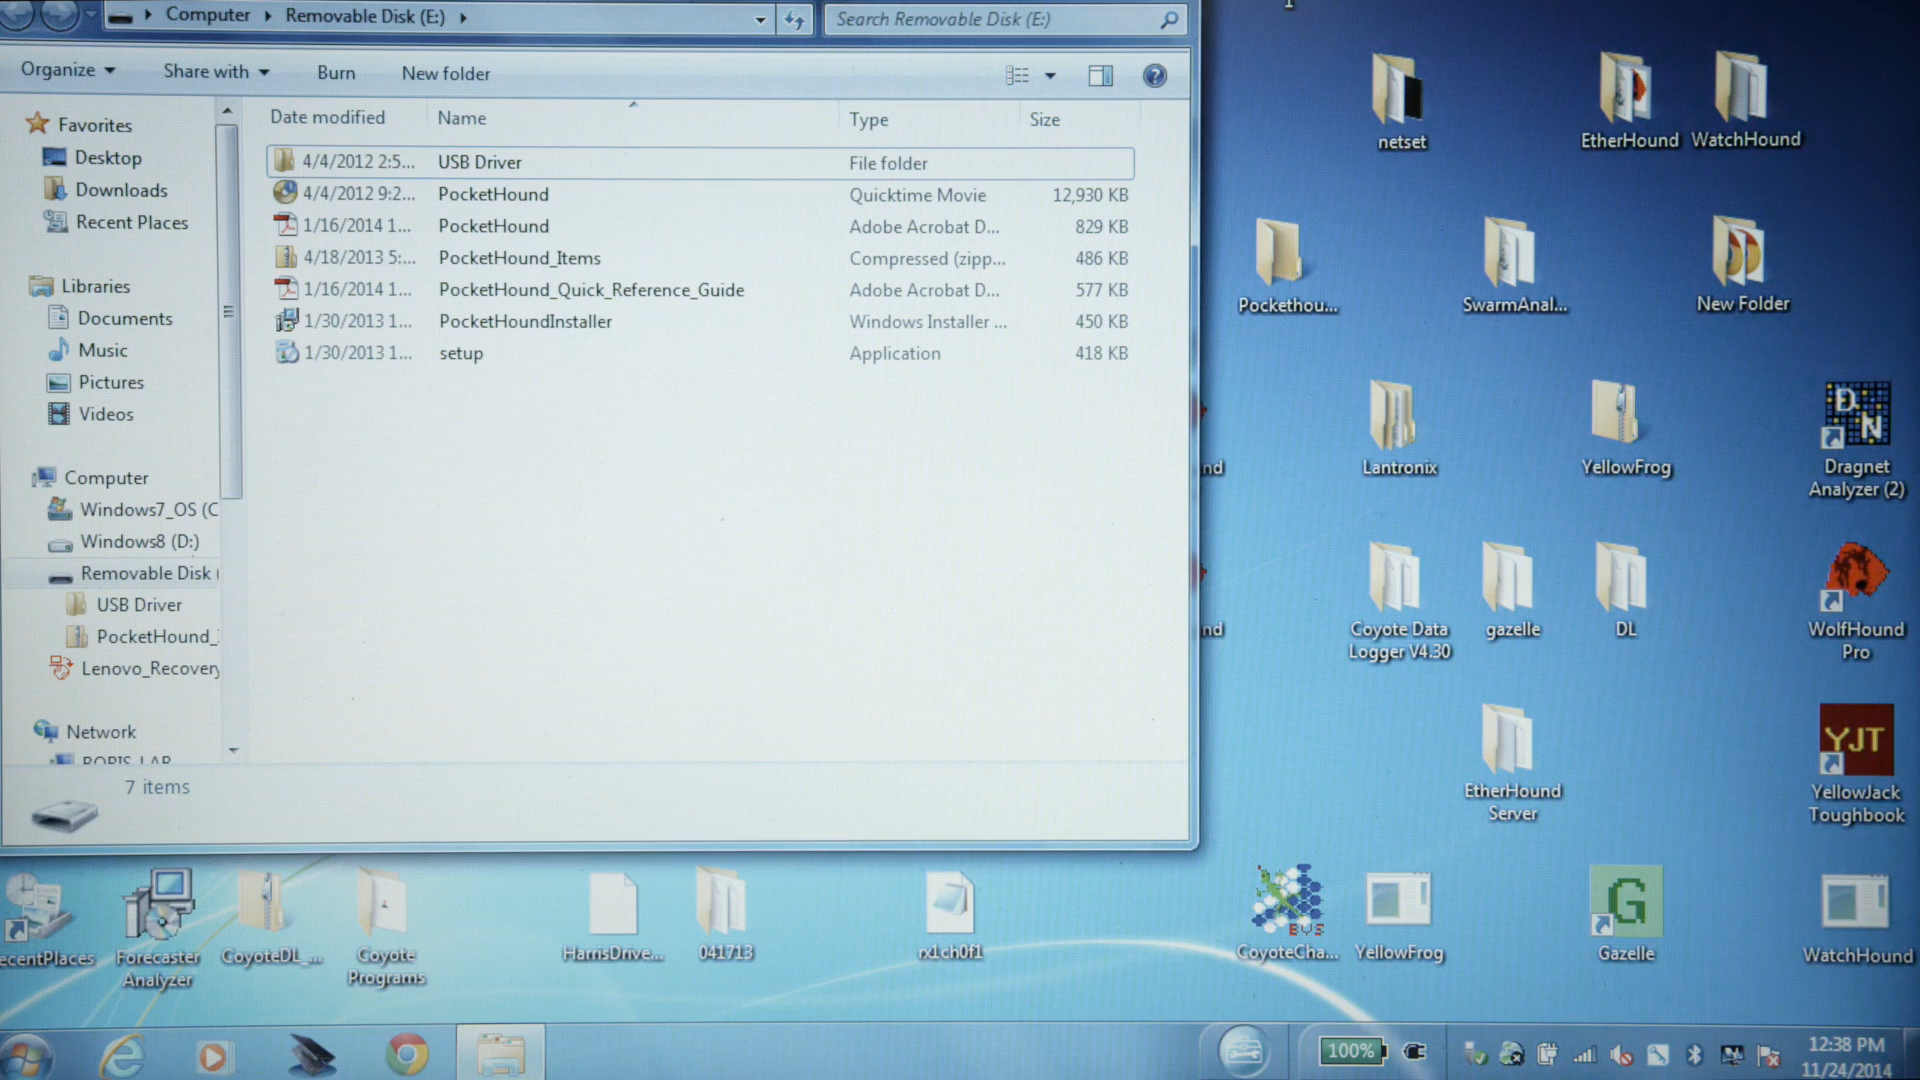 Computer Removable Disk (E:)
Search Removable Disk (E:)
Organize Share with Burn New folder
Favorites
Desktop
Downloads
Recent Places
Libraries
Documents
Music
Pictures
Videos
Computer
Windows7_OS (C
Windows8 (D:)
Removable Disk (
USB Driver
PocketHound_
Lenovo_Recovery
Network
Date modified Name Type Size
4/4/2012 2:5... USB Driver File folder
4/4/2012 9:2... PocketHound Quicktime Movie 12,930 KB
1/16/2014 1... PocketHound Adobe Acrobat D... 829 KB
4/18/2013 5:... PocketHound_Items Compressed (zipp... 486 KB
1/16/2014 1... PocketHound_Quick_Reference_Guide Adobe Acrobat D... 577 KB
1/30/2013 1... PocketHoundInstaller Windows Installer ... 450 KB
1/30/2013 1... setup Application 418 KB
7 items
netset
EtherHound
WatchHound
Pockethou...
SwarmAnal...
New Folder
nd
Lantronix
YellowFrog
D.
N
Dragnet
Analyzer (2)
nd
Coyote Data
Logger V4.30
gazelle
DL
WolfHound
Pro
EtherHound
Server
YJT
YellowJack
Toughbook
ecentPlaces
Forecaster
Analyzer
CoyoteDL_...
Coyote
Programs
HarrisDrive...
041713
rx1ch0f1
BVS
CoyoteCha...
YellowFrog
G
Gazelle
WatchHound
100%
12:38 PM
11/24/2014